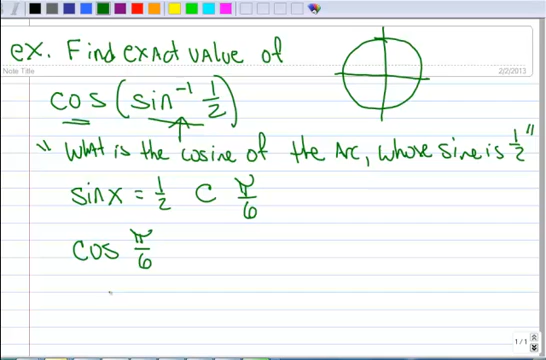 ex. Find exact value of
Note Title
2/2/2013
cos (sin⁻¹ 1/2)
"What is the cosine of the Arc, whose sine is 1/2"
sinx = 1/2 C π/6
cos π/6
1/1